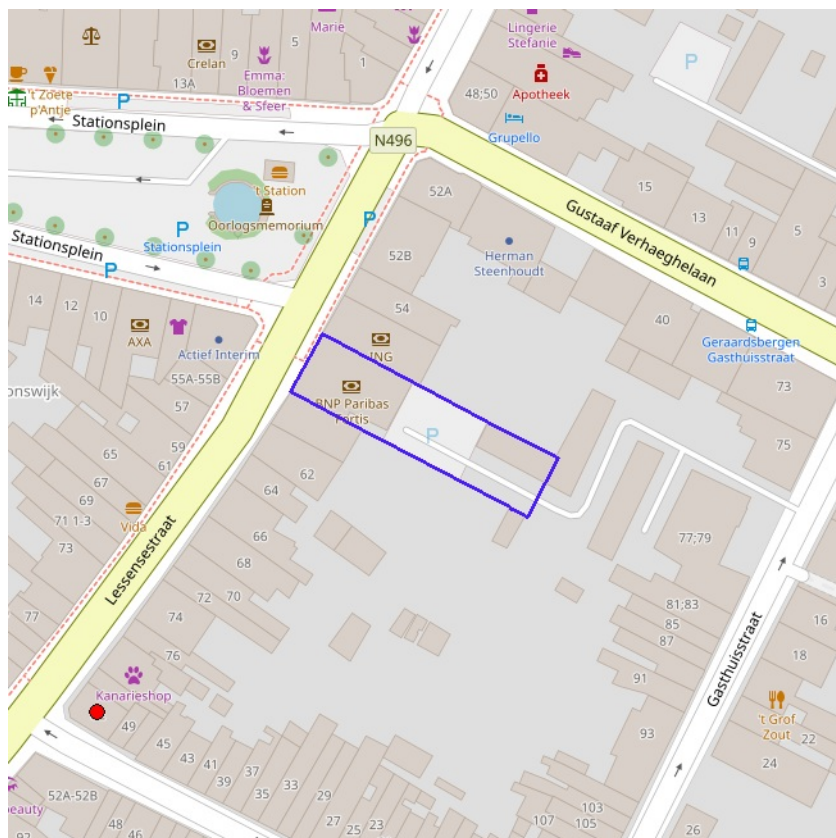 Marie
Lingerie
Stefanie
P
Crelan
9
5
1
13A
Emma:
Bloemen
& Sfeer
't Zoete
p'Antje
P
48;50
Apotheek
Grupello
Stationsplein
N496
't Station
Oorlogsmemorium
P
Stationsplein
P
52A
15
13
11
9
5
3
Gustaaf Verhaeghelaan
Herman
Steenhoudt
Stationsplein
P
52B
54
40
Geraardsbergen
Gasthuisstraat
14
12
10
AXA
Actief Interim
ING
onswijk
55A-55B
57
BNP Paribas
Fortis
P
73
75
59
61
65
67
69
71 1-3
73
Vida
62
64
66
68
70
72
74
76
77
77;79
Lessensestraat
81;83
85
87
91
93
Gasthuisstraat
16
18
Kanarieshop
49
45
43
41
39
37
35
33
29
27
25
23
't Grof
Zout
22
24
52A-52B
48
46
eauty
103
105
107
26